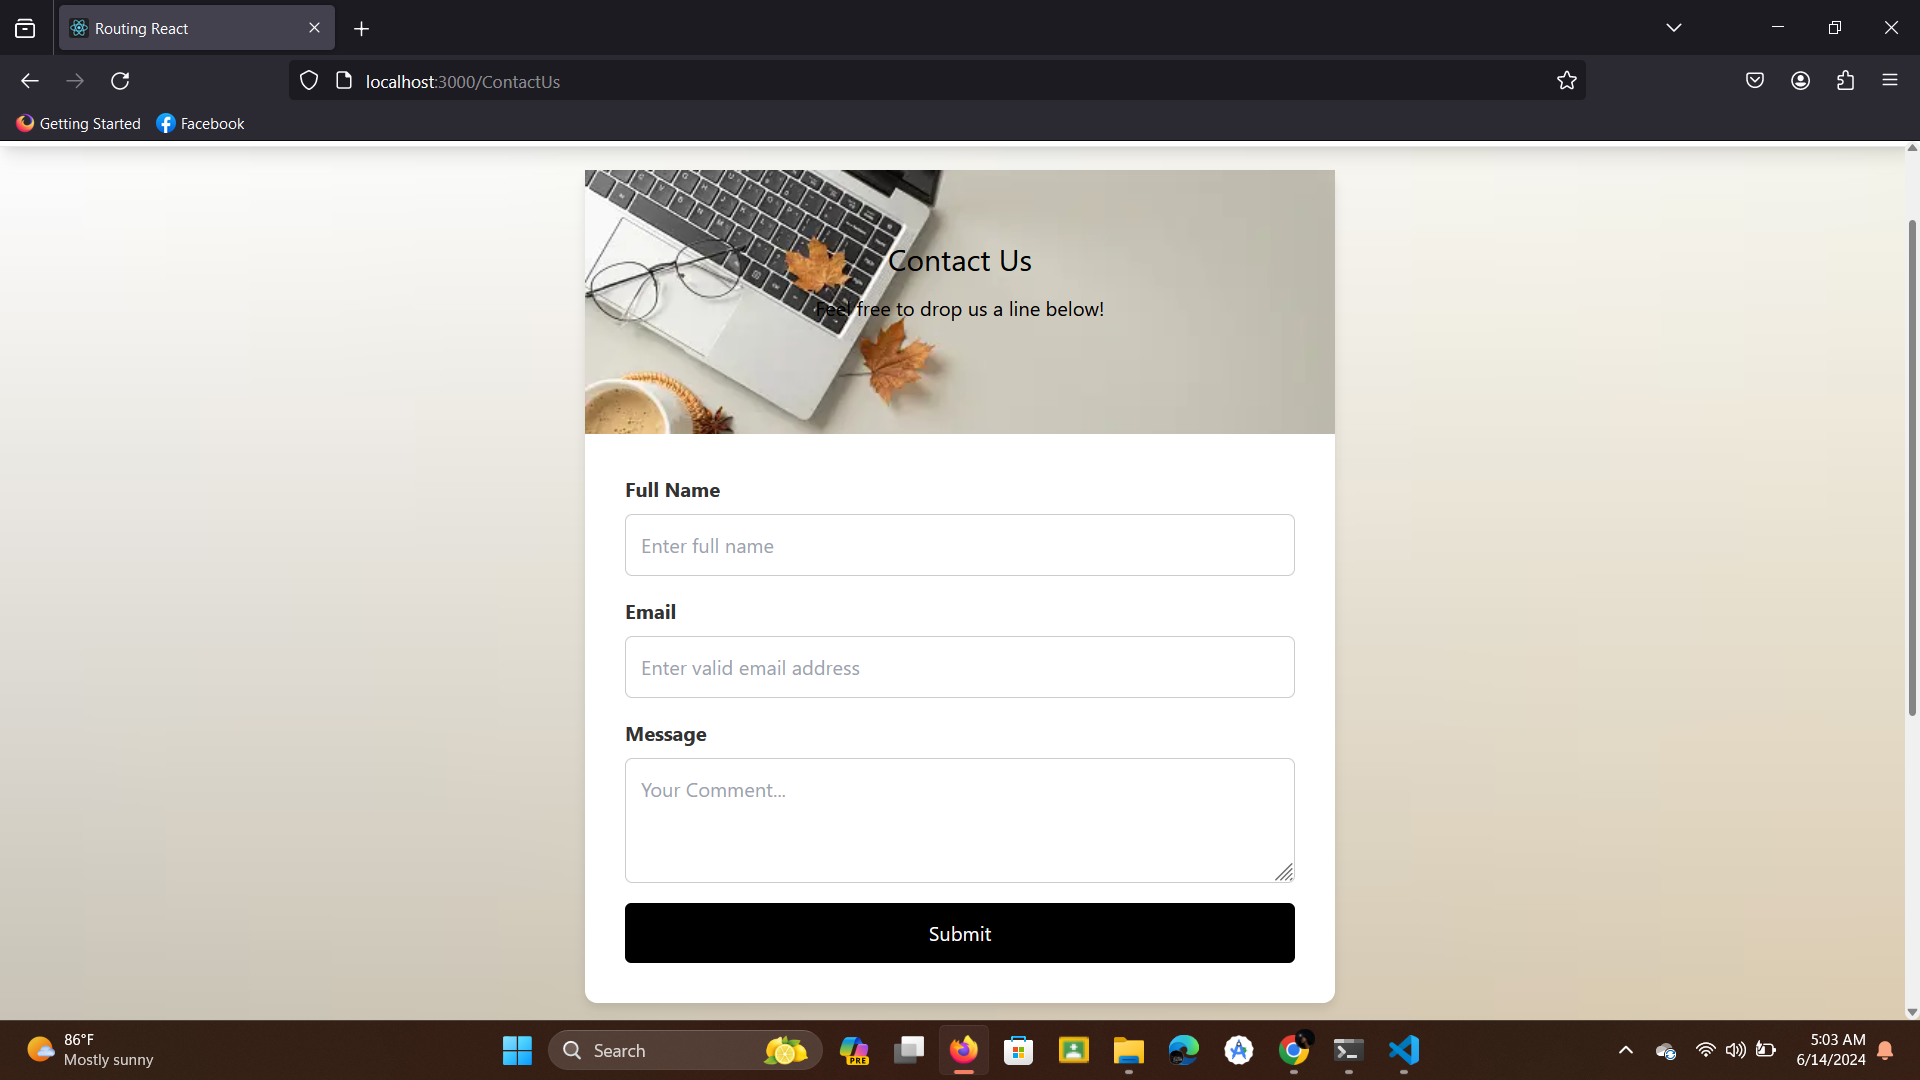 Routing React
localhost:3000/ContactUs
Getting Started
Facebook
Contact Us
Feel free to drop us a line below!
Full Name
Enter full name
Email
Enter valid email address
Message
Your Comment...
Submit
86°F
Mostly sunny
Search
PRE
5:03 AM
6/14/2024